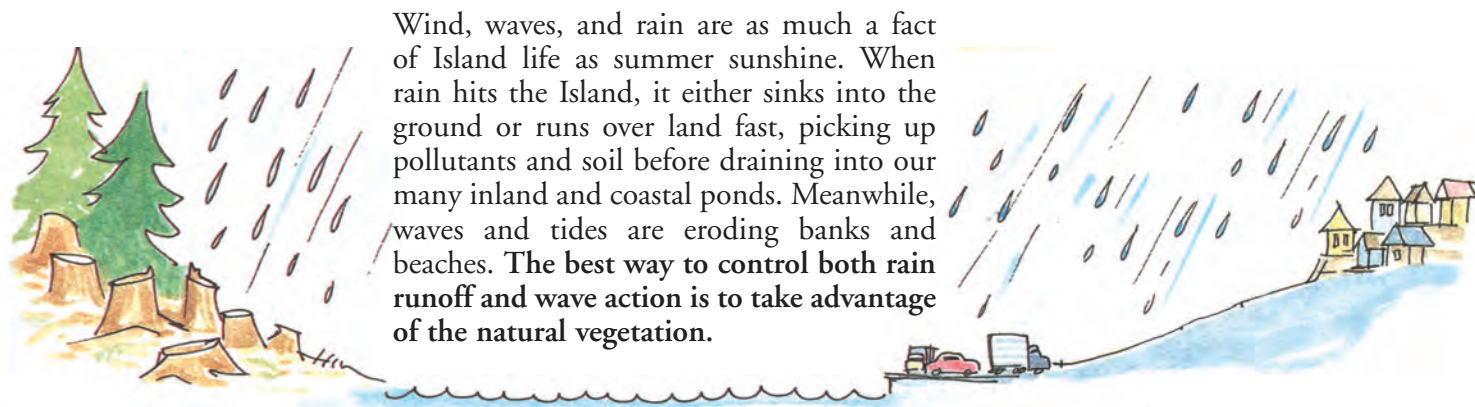 Wind, waves, and rain are as much a fact
of Island life as summer sunshine. When
rain hits the Island, it either sinks into the
ground or runs over land fast, picking up
pollutants and soil before draining into our
many inland and coastal ponds. Meanwhile,
waves and tides are eroding banks and
beaches. The best way to control both rain
runoff and wave action is to take advantage
of the natural vegetation.